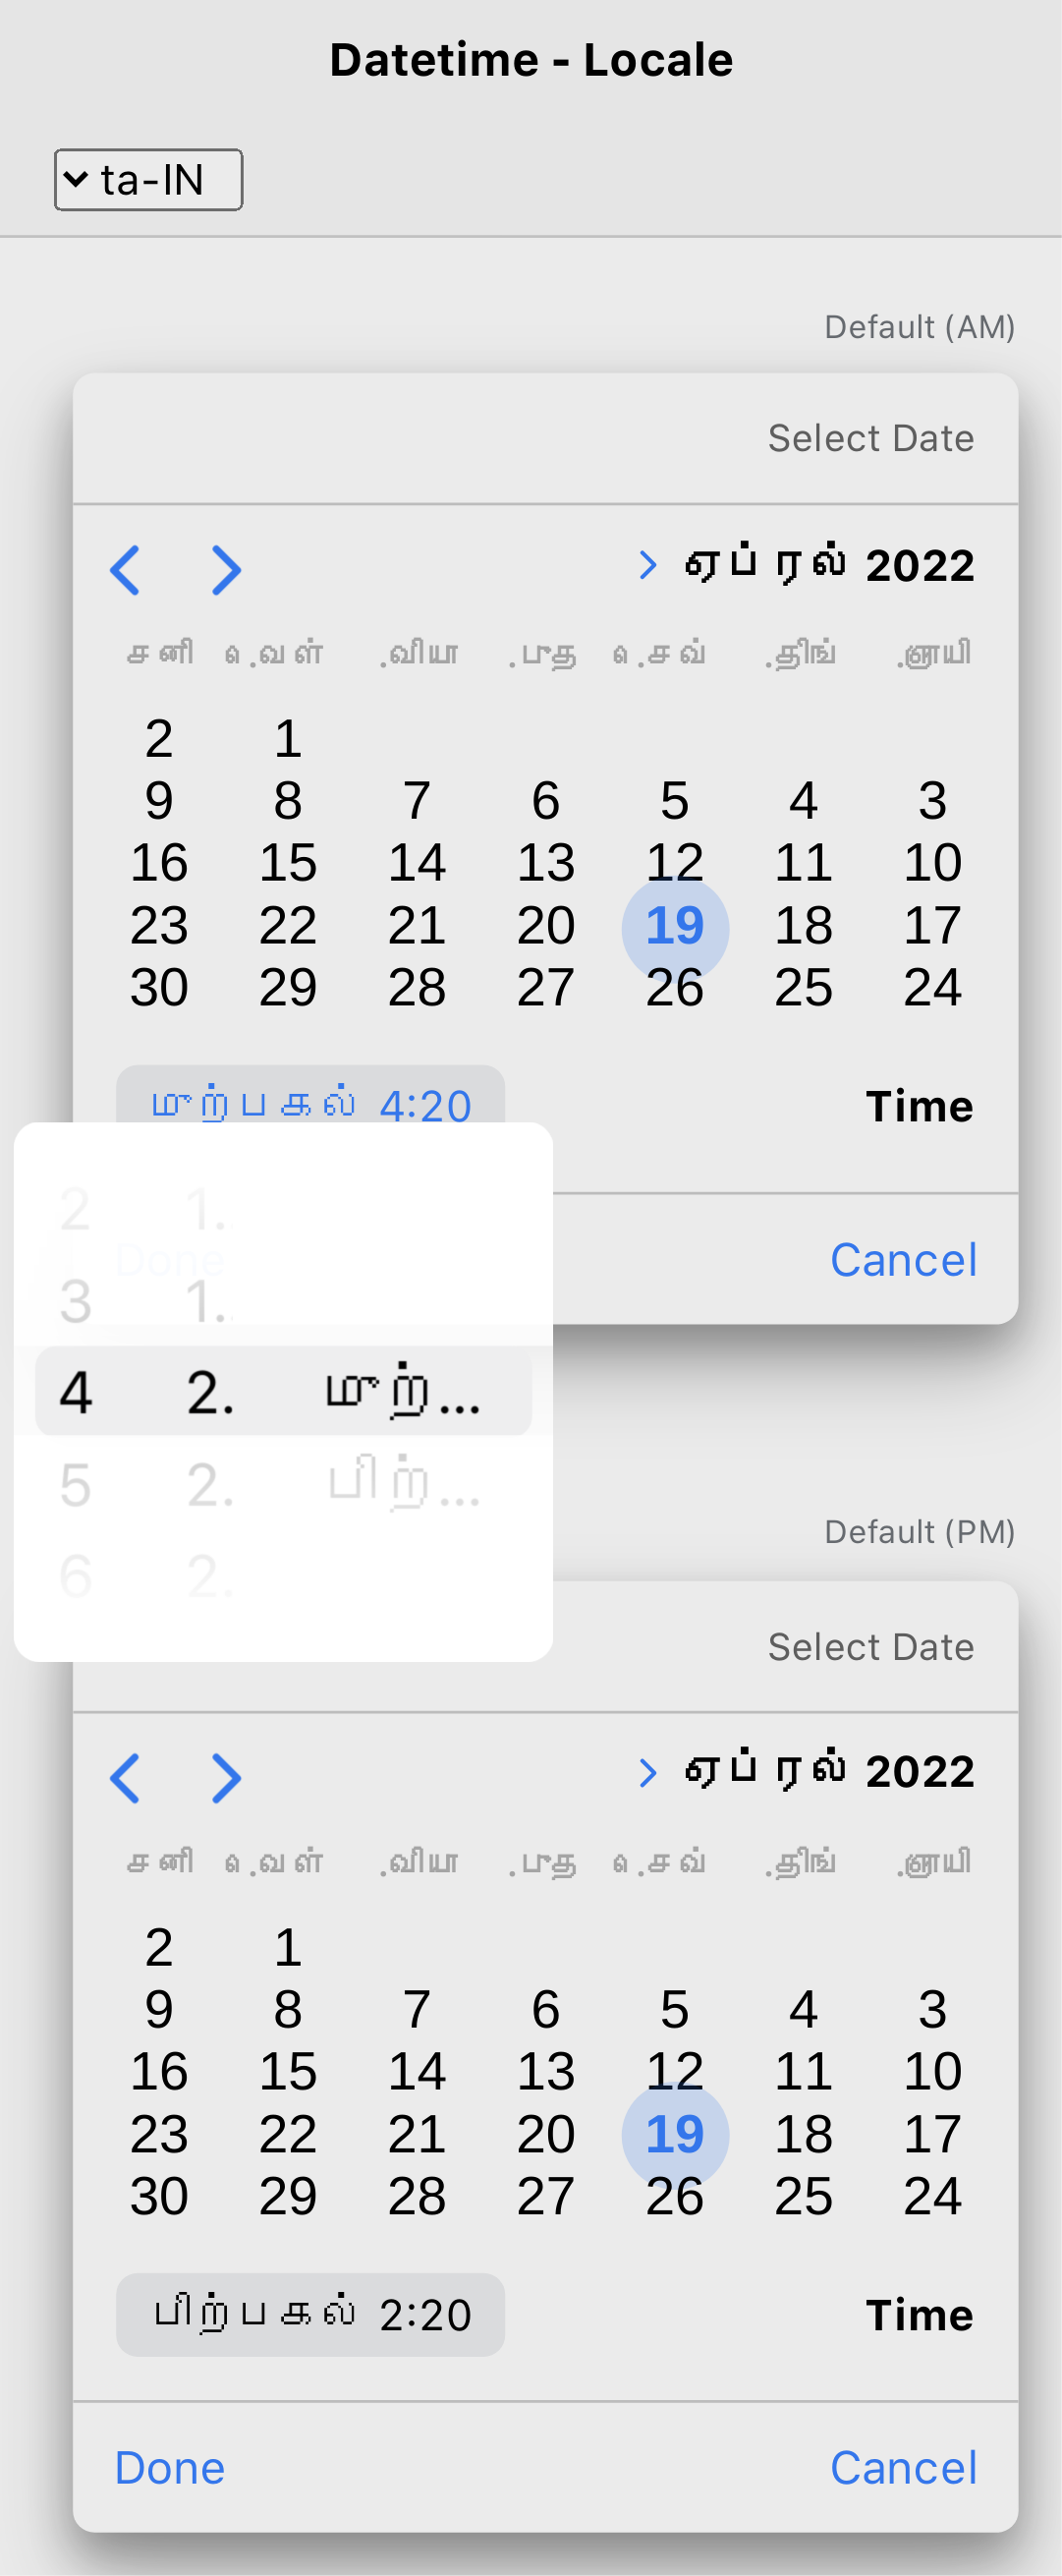 Datetime - Locale
ta-IN
Default (AM)
Select Date
ஏப்ரல் 2022
சனி வெள். வியா. புத. செவ். திங். ஞாயி.
2 1
9 8 7 6 5 4 3
16 15 14 13 12 11 10
23 22 21 20 19 18 17
30 29 28 27 26 25 24
முற்பகல் 4:20 Time
2 1..
Done Cancel
3 1..
4 2. முற்...
5 2. பிற்...
6 2.
Default (PM)
Select Date
ஏப்ரல் 2022
சனி வெள். வியா. புத. செவ். திங். ஞாயி.
2 1
9 8 7 6 5 4 3
16 15 14 13 12 11 10
23 22 21 20 19 18 17
30 29 28 27 26 25 24
பிற்பகல் 2:20 Time
Done Cancel